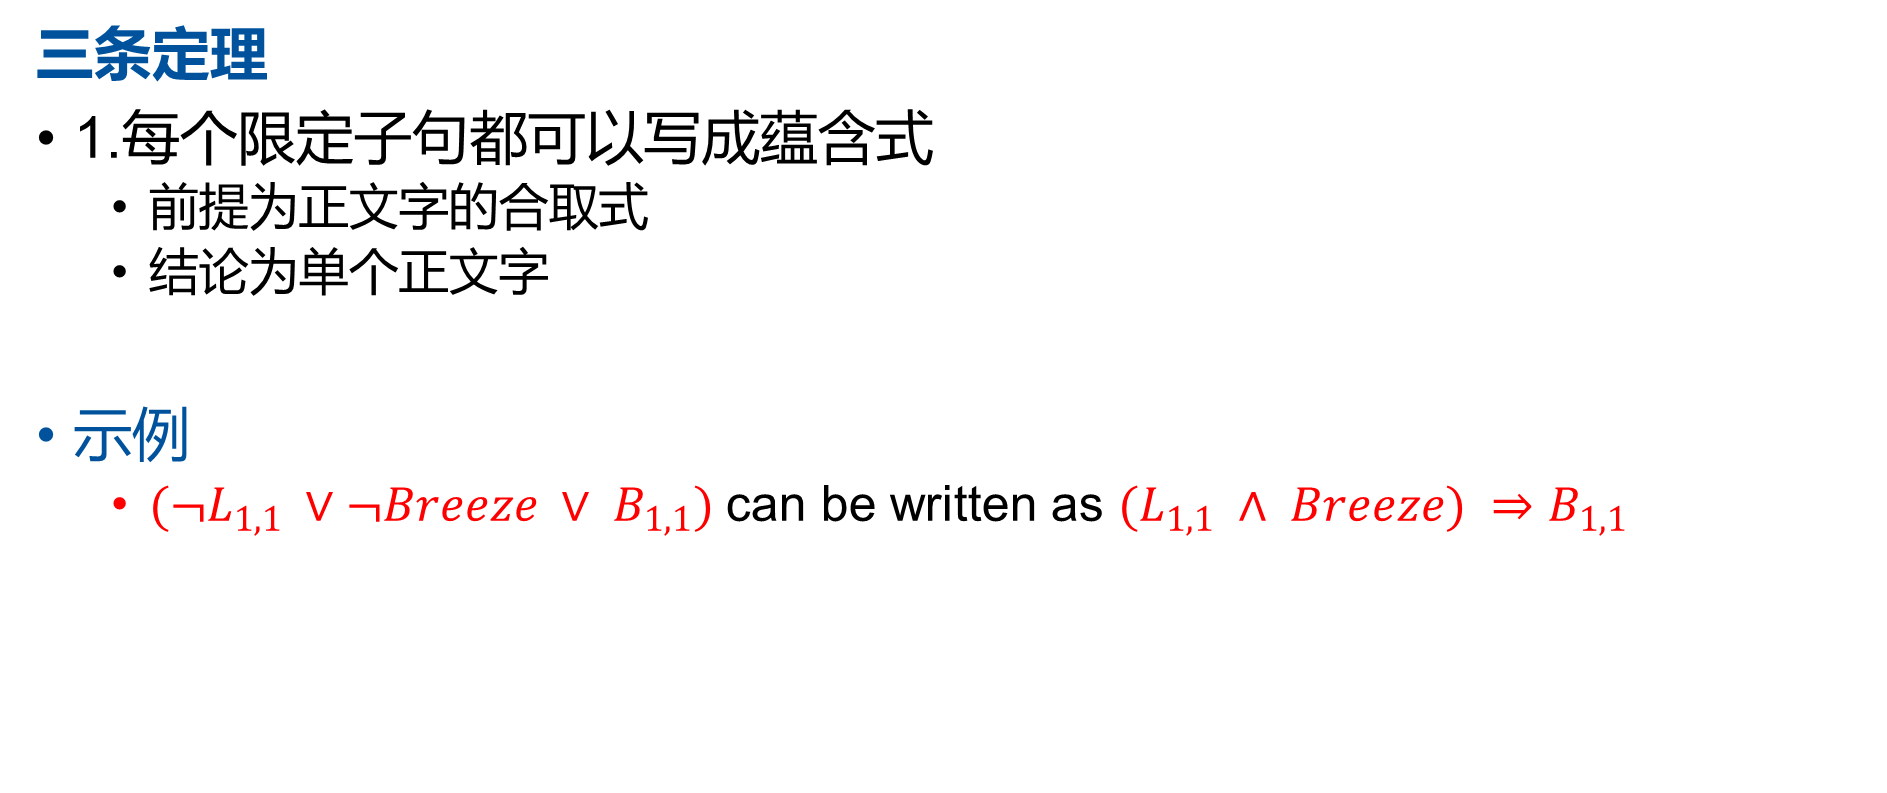 三条定理
• 1.每个限定子句都可以写成蕴含式
• 前提为正文字的合取式
• 结论为单个正文字
• 示例
• (¬L1,1 ∨ ¬Breeze ∨ B1,1) can be written as (L1,1 ∧ Breeze) ⇒ B1,1